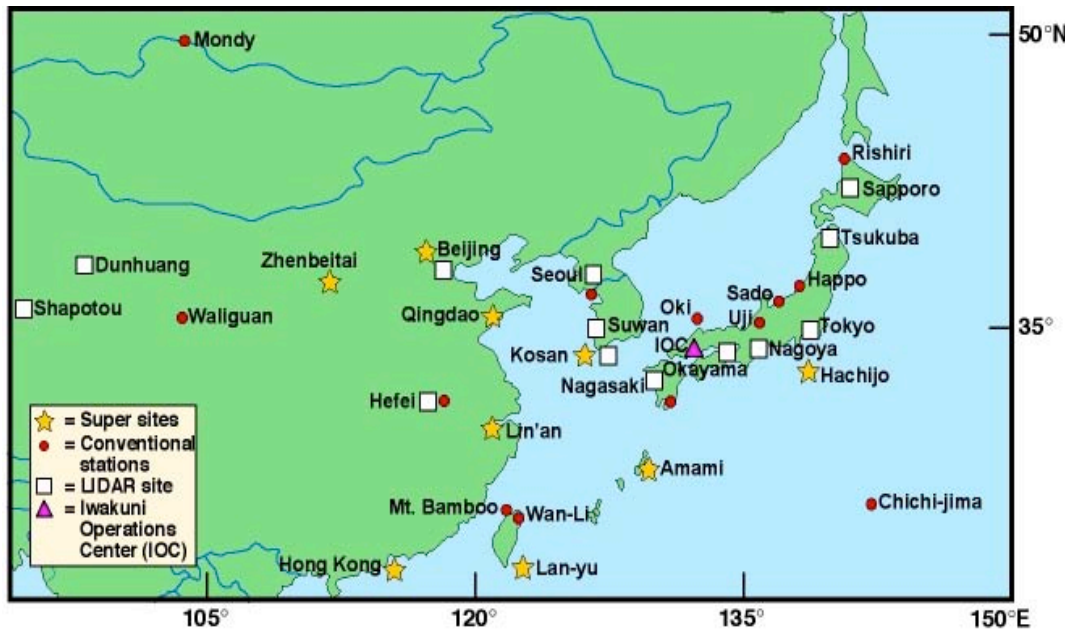 50°N
Mondy
Rishiri
Sapporo
Tsukuba
Beijing
Zhenbeitai
Dunhuang
Seoul
Happo
Sado
Shapotou
Waliguan
Qingdao
Oki
Uji
Suwan
Tokyo
35°
IOC
Kosan
Nagoya
Okayama
Nagasaki
Hachijo
Hefei
Lin'an
= Super sites
= Conventional
stations
= LIDAR site
= Iwakuni
Operations
Center (IOC)
Amami
Mt. Bamboo
Wan-Li
Chichi-jima
Hong Kong
Lan-yu
105°
120°
135°
150°E